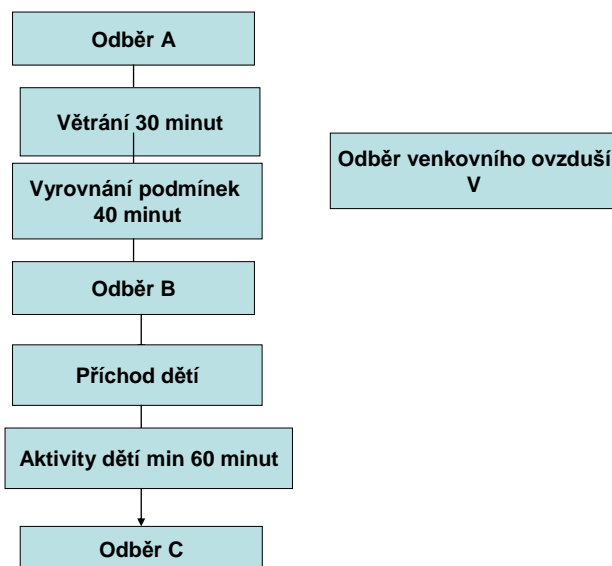 Odběr A
Větrání 30 minut
Vyrovnání podmínek
40 minut
Odběr B
Příchod dětí
Aktivity dětí min 60 minut
Odběr C
Odběr venkovního ovzduší
V